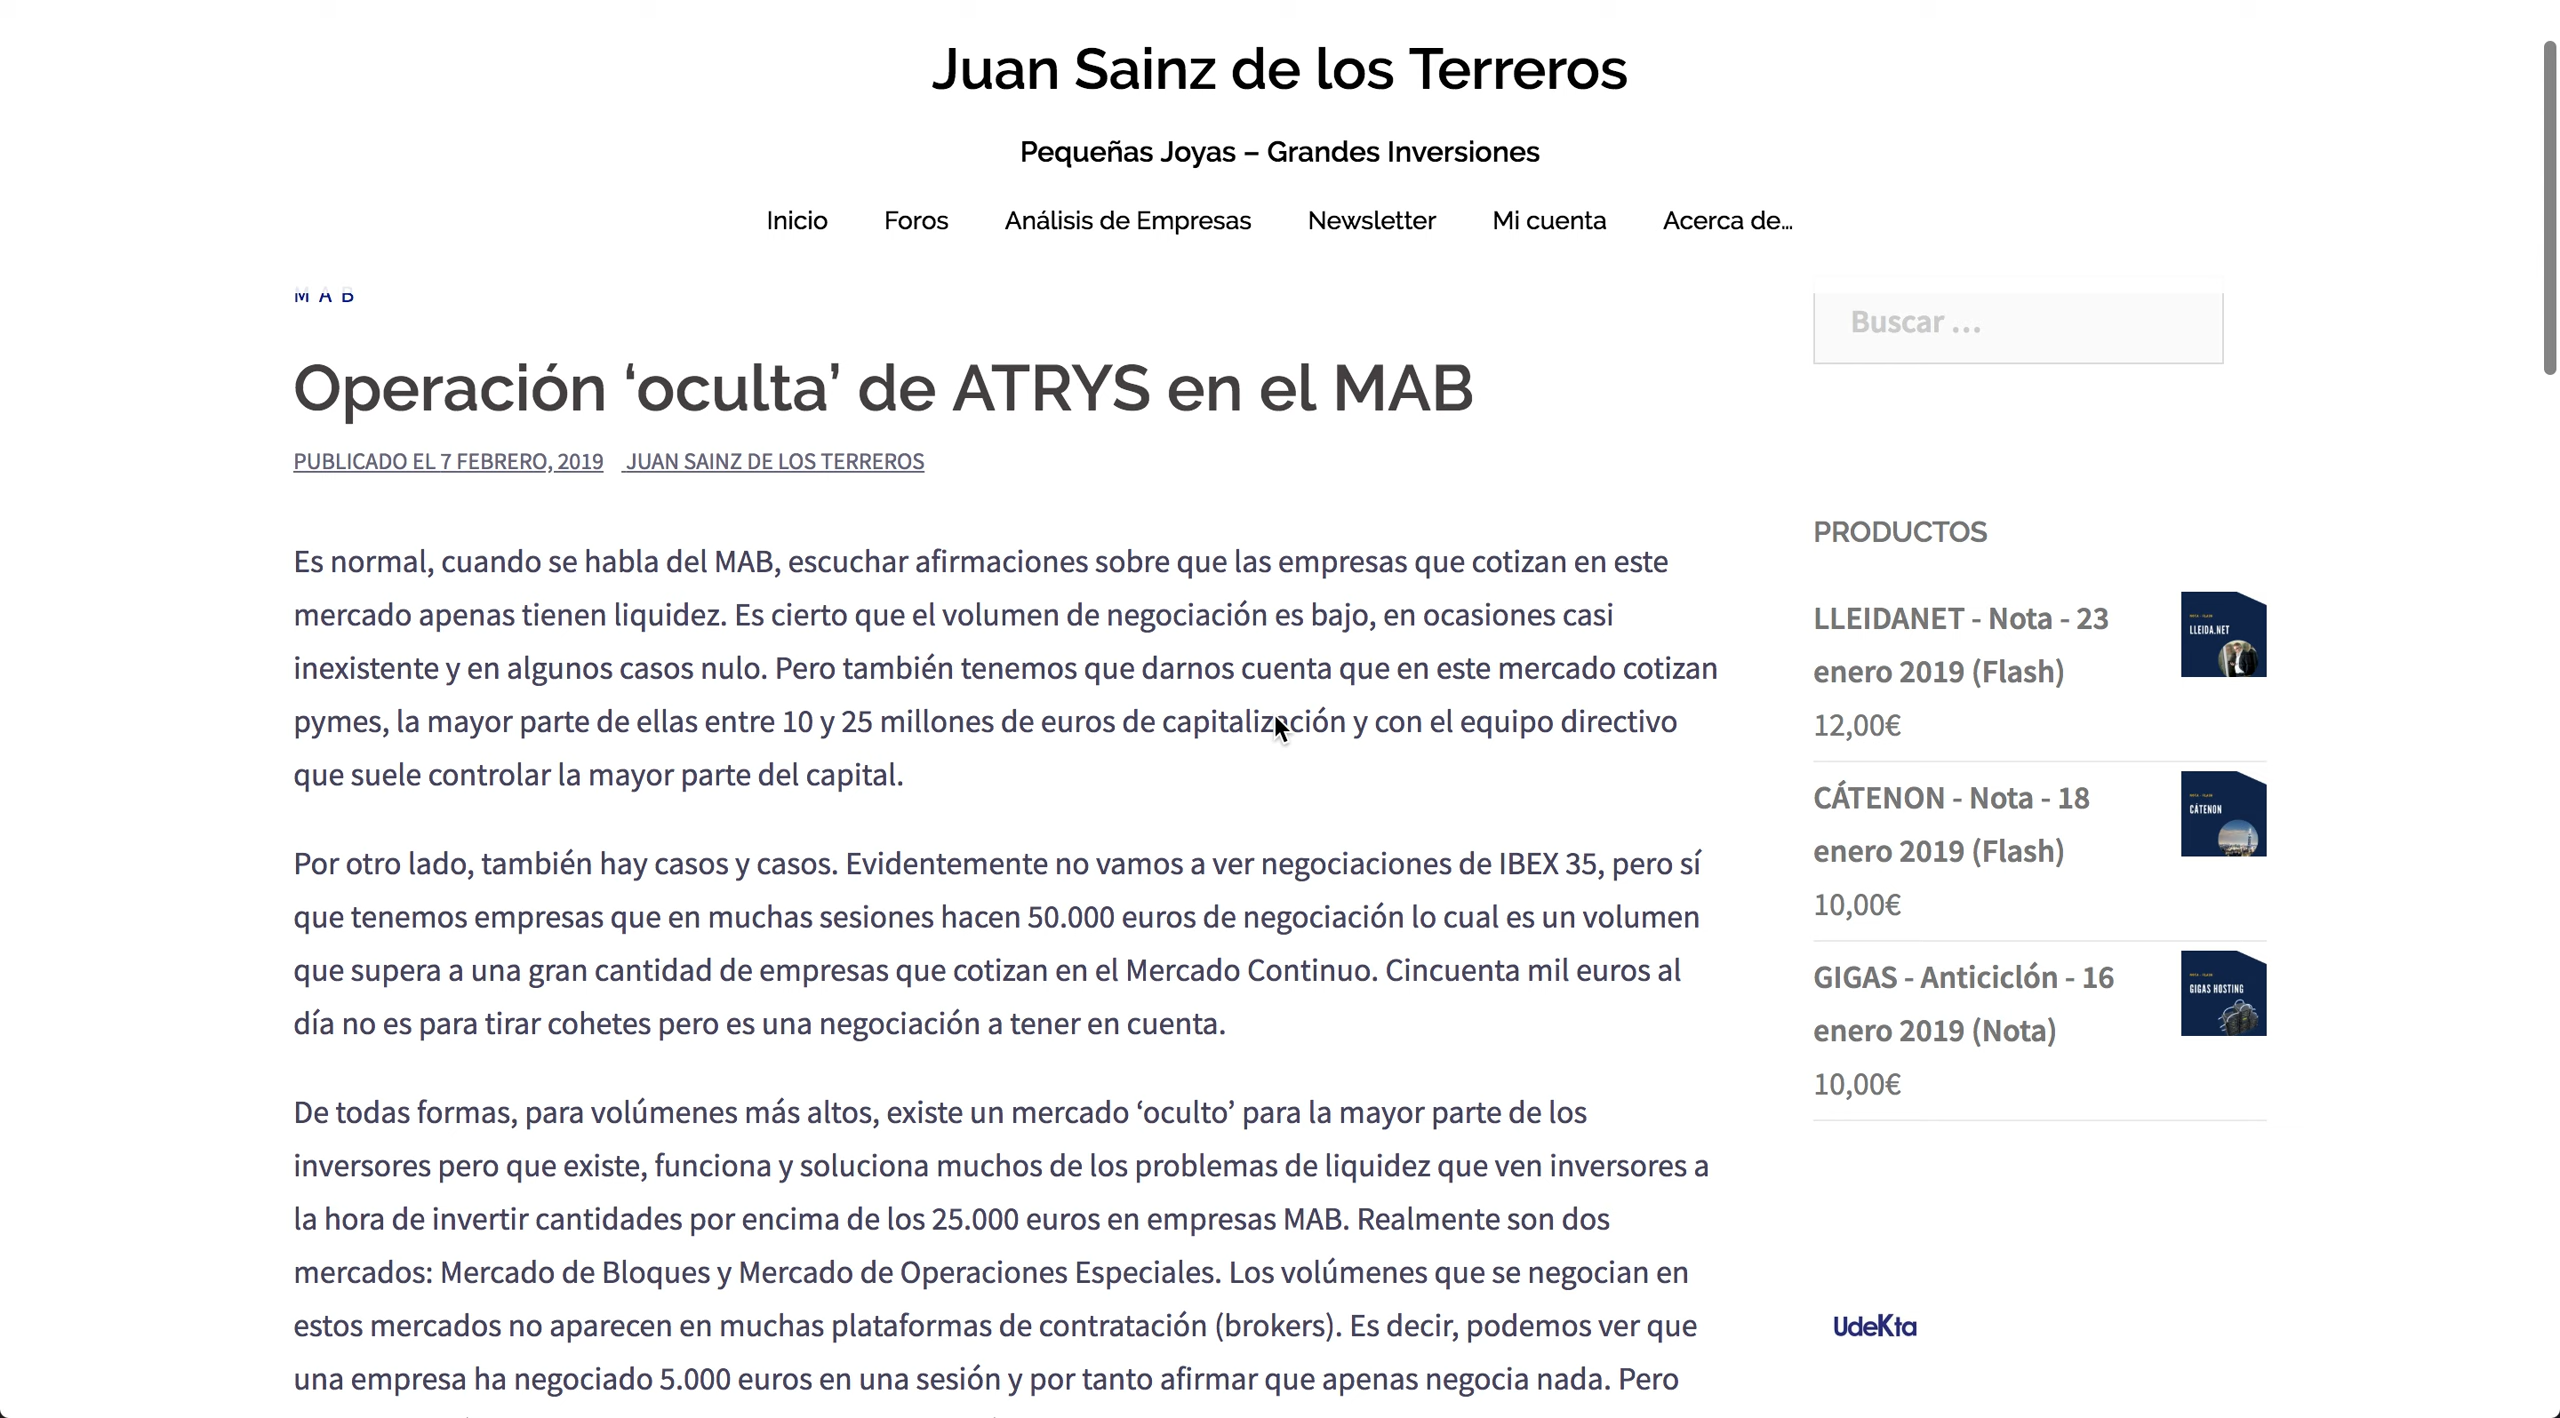 Juan Sainz de los Terreros
Pequeñas Joyas – Grandes Inversiones
Inicio Foros Análisis de Empresas Newsletter Mi cuenta Acerca de...
MAB
Operación ‘oculta’ de ATRYS en el MAB
PUBLICADO EL 7 FEBRERO, 2019 JUAN SAINZ DE LOS TERREROS
Es normal, cuando se habla del MAB, escuchar afirmaciones sobre que las empresas que cotizan en este
mercado apenas tienen liquidez. Es cierto que el volumen de negociación es bajo, en ocasiones casi
inexistente y en algunos casos nulo. Pero también tenemos que darnos cuenta que en este mercado cotizan
pymes, la mayor parte de ellas entre 10 y 25 millones de euros de capitalización y con el equipo directivo
que suele controlar la mayor parte del capital.
Por otro lado, también hay casos y casos. Evidentemente no vamos a ver negociaciones de IBEX 35, pero sí
que tenemos empresas que en muchas sesiones hacen 50.000 euros de negociación lo cual es un volumen
que supera a una gran cantidad de empresas que cotizan en el Mercado Continuo. Cincuenta mil euros al
día no es para tirar cohetes pero es una negociación a tener en cuenta.
De todas formas, para volúmenes más altos, existe un mercado ‘oculto’ para la mayor parte de los
inversores pero que existe, funciona y soluciona muchos de los problemas de liquidez que ven inversores a
la hora de invertir cantidades por encima de los 25.000 euros en empresas MAB. Realmente son dos
mercados: Mercado de Bloques y Mercado de Operaciones Especiales. Los volúmenes que se negocian en
estos mercados no aparecen en muchas plataformas de contratación (brokers). Es decir, podemos ver que
una empresa ha negociado 5.000 euros en una sesión y por tanto afirmar que apenas negocia nada. Pero
Buscar ...
PRODUCTOS
LLEIDANET - Nota - 23
enero 2019 (Flash)
12,00€
LLEIDA.NET
CÁTENON - Nota - 18
enero 2019 (Flash)
10,00€
CÁTENON
GIGAS - Anticiclón - 16
enero 2019 (Nota)
10,00€
GIGAS HOSTING
UdeKta